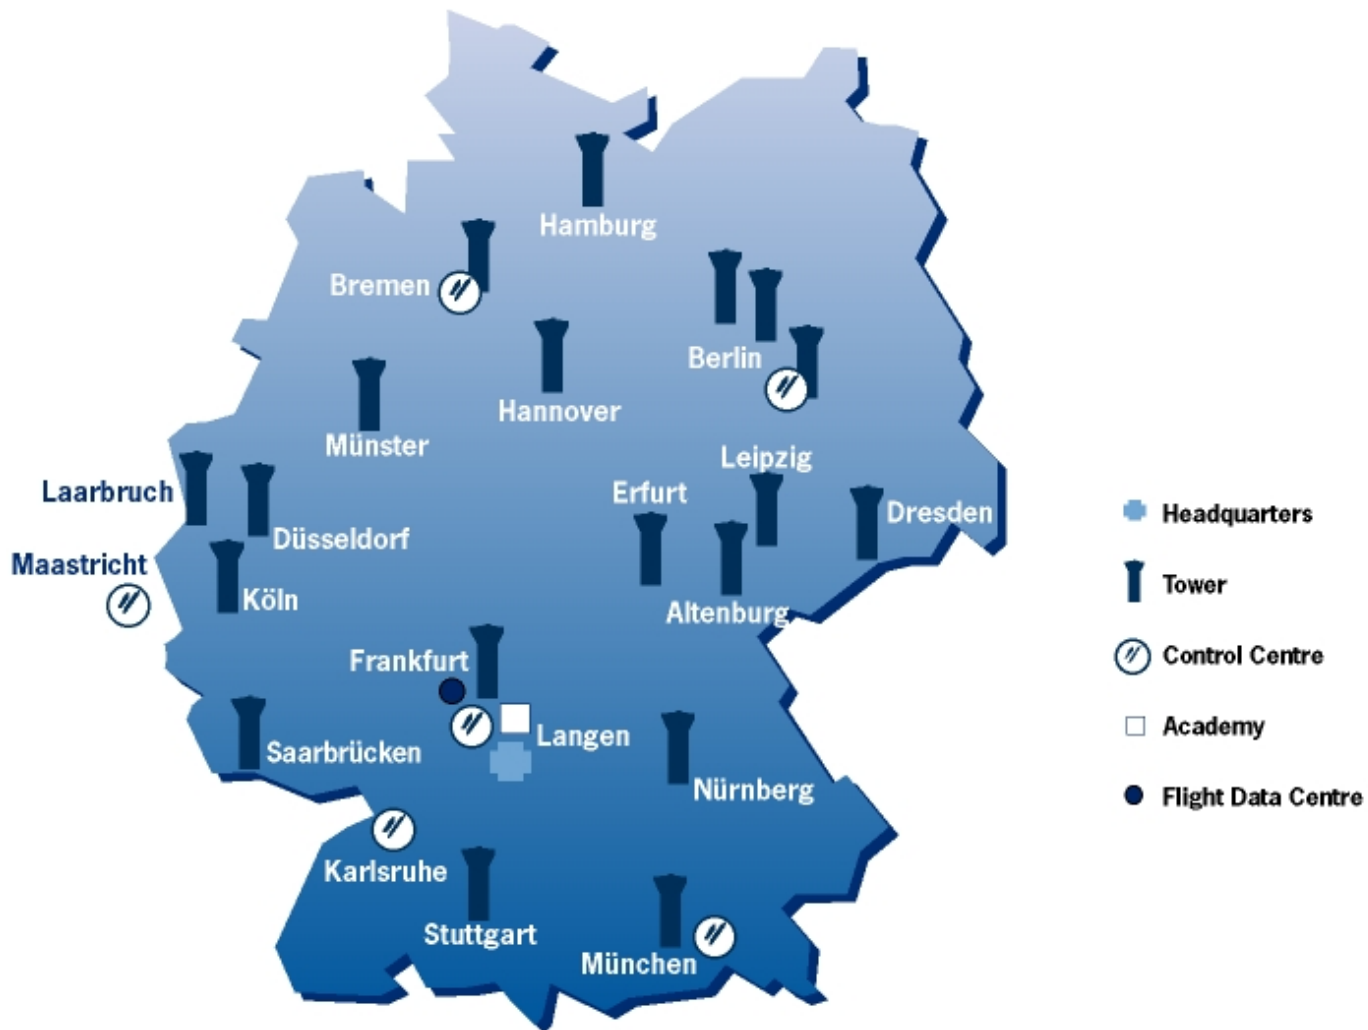 Hamburg
Bremen
Berlin
Hannover
Münster
Leipzig
Laarbruch
Erfurt
Dresden
Düsseldorf
Maastricht
Köln
Altenburg
Frankfurt
Langen
Saarbrücken
Nürnberg
Karlsruhe
Stuttgart
München
Headquarters
Tower
Control Centre
Academy
Flight Data Centre